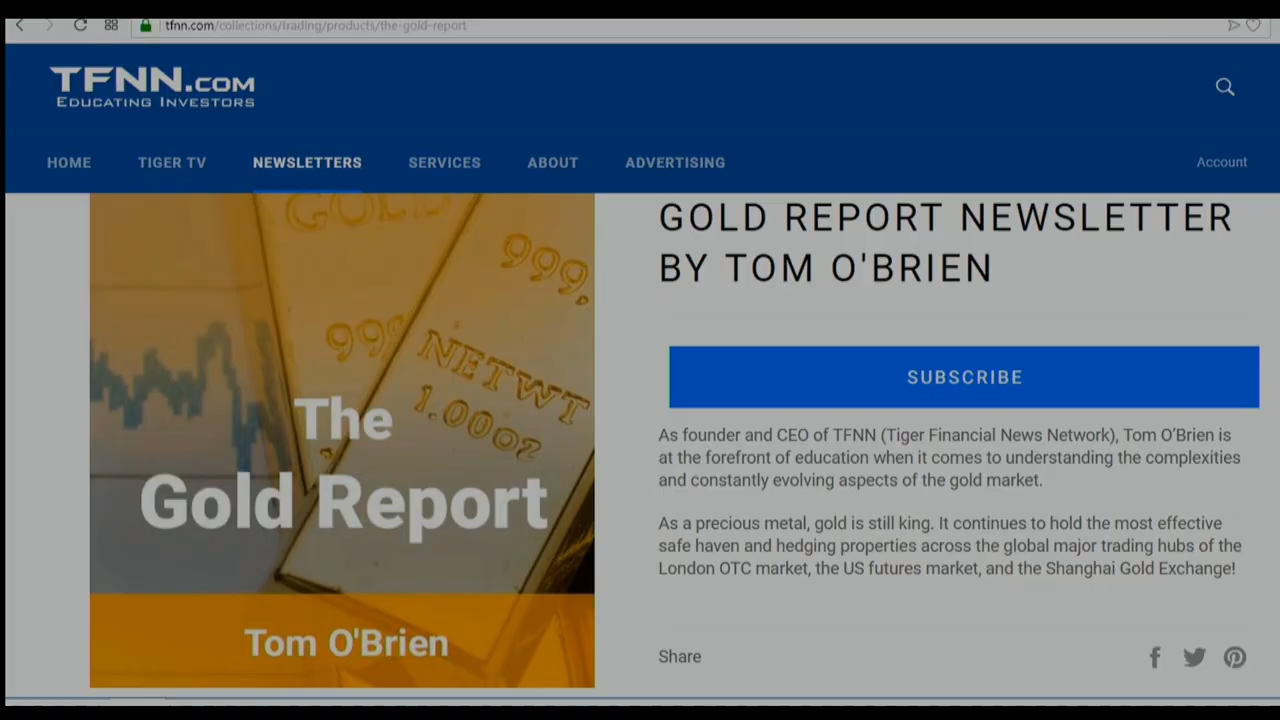 tfnn.com/collections/trading/products/the-gold-report
TFNN.COM
EDUCATING INVESTORS
HOME
TIGER TV
NEWSLETTERS
SERVICES
ABOUT
ADVERTISING
Account
GOLD
999.
999
NETWT
1.00oz
The
Gold Report
Tom O'Brien
GOLD REPORT NEWSLETTER
BY TOM O'BRIEN
SUBSCRIBE
As founder and CEO of TFNN (Tiger Financial News Network), Tom O’Brien is
at the forefront of education when it comes to understanding the complexities
and constantly evolving aspects of the gold market.
As a precious metal, gold is still king. It continues to hold the most effective
safe haven and hedging properties across the global major trading hubs of the
London OTC market, the US futures market, and the Shanghai Gold Exchange!
Share